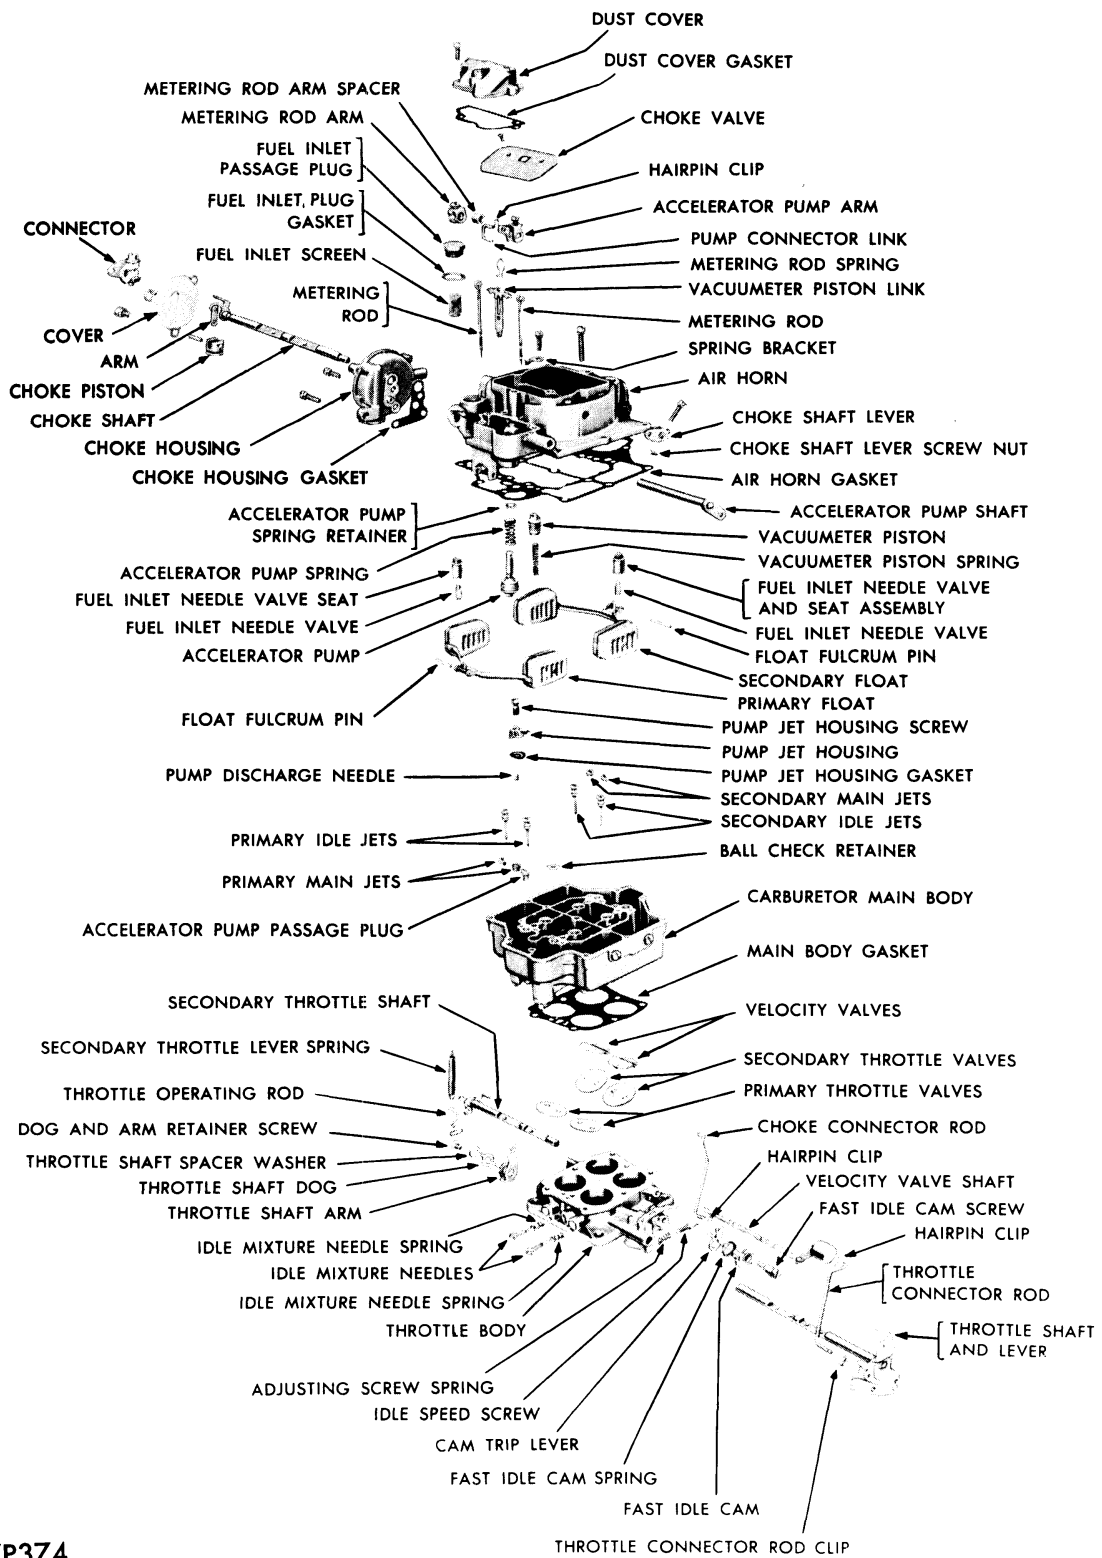 DUST COVER
DUST COVER GASKET
METERING ROD ARM SPACER
METERING ROD ARM
CHOKE VALVE
FUEL INLET
PASSAGE PLUG
HAIRPIN CLIP
FUEL INLET PLUG
GASKET
ACCELERATOR PUMP ARM
CONNECTOR
PUMP CONNECTOR LINK
FUEL INLET SCREEN
METERING ROD SPRING
METERING
ROD
VACUUMETER PISTON LINK
METERING ROD
COVER
SPRING BRACKET
ARM
AIR HORN
CHOKE PISTON
CHOKE SHAFT
CHOKE SHAFT LEVER
CHOKE HOUSING
CHOKE SHAFT LEVER SCREW NUT
CHOKE HOUSING GASKET
AIR HORN GASKET
ACCELERATOR PUMP
SPRING RETAINER
ACCELERATOR PUMP SHAFT
VACUUMETER PISTON
ACCELERATOR PUMP SPRING
VACUUMETER PISTON SPRING
FUEL INLET NEEDLE VALVE SEAT
FUEL INLET NEEDLE VALVE
AND SEAT ASSEMBLY
FUEL INLET NEEDLE VALVE
FUEL INLET NEEDLE VALVE
ACCELERATOR PUMP
FLOAT FULCRUM PIN
SECONDARY FLOAT
PRIMARY FLOAT
FLOAT FULCRUM PIN
PUMP JET HOUSING SCREW
PUMP JET HOUSING
PUMP DISCHARGE NEEDLE
PUMP JET HOUSING GASKET
SECONDARY MAIN JETS
SECONDARY IDLE JETS
PRIMARY IDLE JETS
BALL CHECK RETAINER
PRIMARY MAIN JETS
CARBURETOR MAIN BODY
ACCELERATOR PUMP PASSAGE PLUG
MAIN BODY GASKET
SECONDARY THROTTLE SHAFT
VELOCITY VALVES
SECONDARY THROTTLE LEVER SPRING
SECONDARY THROTTLE VALVES
THROTTLE OPERATING ROD
PRIMARY THROTTLE VALVES
DOG AND ARM RETAINER SCREW
CHOKE CONNECTOR ROD
THROTTLE SHAFT SPACER WASHER
HAIRPIN CLIP
THROTTLE SHAFT DOG
VELOCITY VALVE SHAFT
THROTTLE SHAFT ARM
FAST IDLE CAM SCREW
HAIRPIN CLIP
IDLE MIXTURE NEEDLE SPRING
IDLE MIXTURE NEEDLES
THROTTLE
CONNECTOR ROD
IDLE MIXTURE NEEDLE SPRING
THROTTLE BODY
THROTTLE SHAFT
AND LEVER
ADJUSTING SCREW SPRING
IDLE SPEED SCREW
CAM TRIP LEVER
FAST IDLE CAM SPRING
FAST IDLE CAM
THROTTLE CONNECTOR ROD CLIP
P374